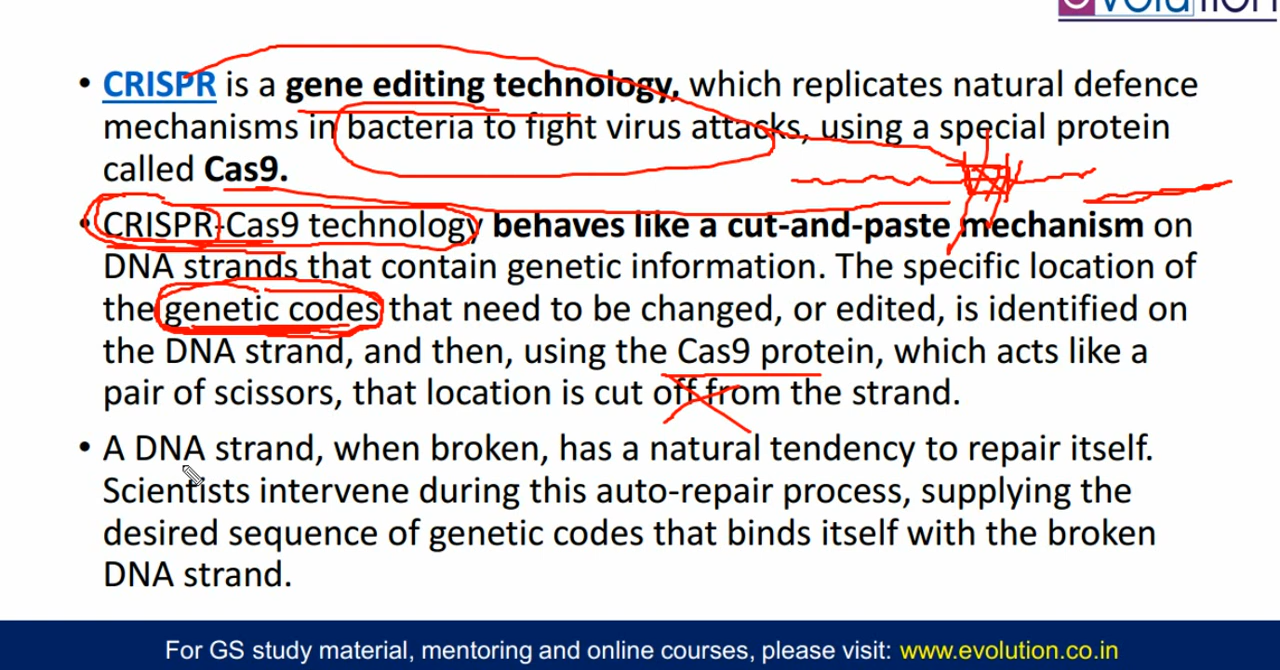 evolution
• CRISPR is a gene editing technology, which replicates natural defence
mechanisms in bacteria to fight virus attacks, using a special protein
called Cas9.
• CRISPR-Cas9 technology behaves like a cut-and-paste mechanism on
DNA strands that contain genetic information. The specific location of
the genetic codes that need to be changed, or edited, is identified on
the DNA strand, and then, using the Cas9 protein, which acts like a
pair of scissors, that location is cut off from the strand.
• A DNA strand, when broken, has a natural tendency to repair itself.
Scientists intervene during this auto-repair process, supplying the
desired sequence of genetic codes that binds itself with the broken
DNA strand.
For GS study material, mentoring and online courses, please visit: www.evolution.co.in